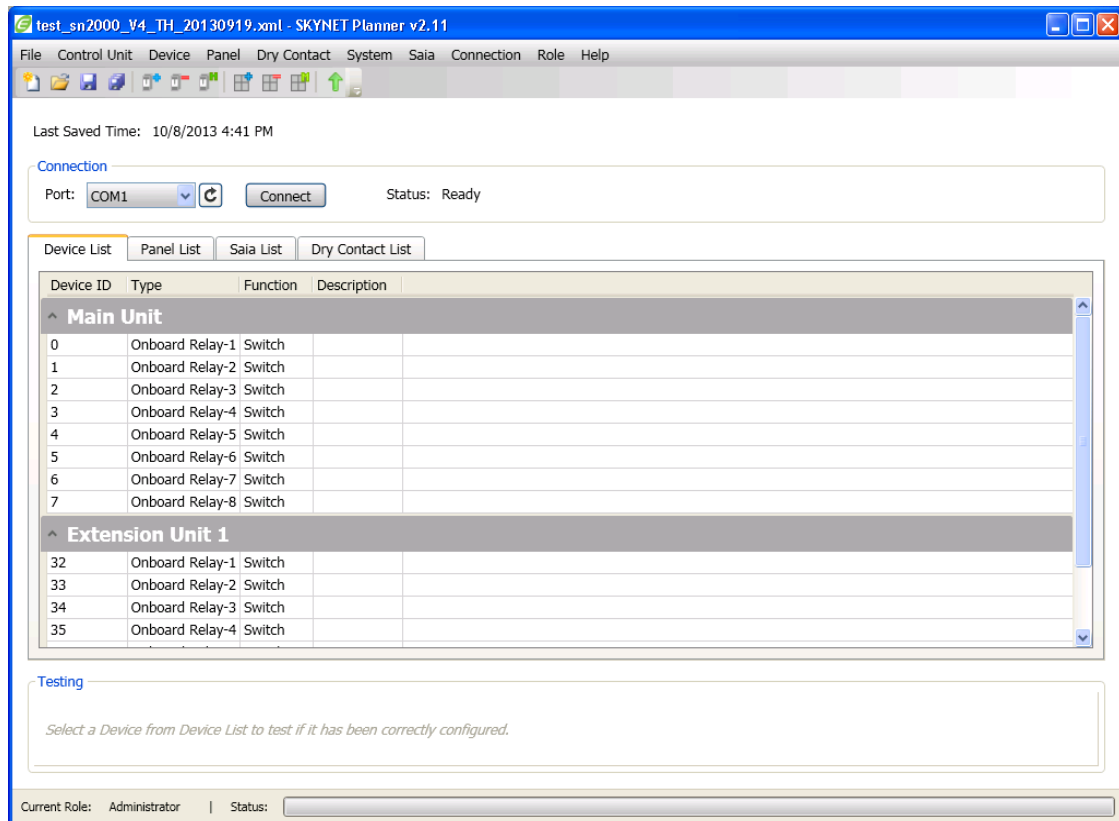 test_sn2000_V4_TH_20130919.xml - SKYNET Planner v2.11
File Control Unit Device Panel Dry Contact System Saia Connection Role Help
Last Saved Time: 10/8/2013 4:41 PM
Connection
Port: COM1 Connect Status: Ready
Device List Panel List Saia List Dry Contact List
Device ID Type Function Description
Main Unit
0 Onboard Relay-1 Switch
1 Onboard Relay-2 Switch
2 Onboard Relay-3 Switch
3 Onboard Relay-4 Switch
4 Onboard Relay-5 Switch
5 Onboard Relay-6 Switch
6 Onboard Relay-7 Switch
7 Onboard Relay-8 Switch
Extension Unit 1
32 Onboard Relay-1 Switch
33 Onboard Relay-2 Switch
34 Onboard Relay-3 Switch
35 Onboard Relay-4 Switch
Testing
Select a Device from Device List to test if it has been correctly configured.
Current Role: Administrator | Status: